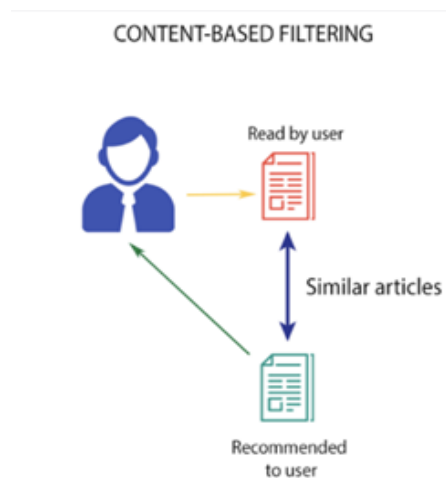 CONTENT-BASED FILTERING
Read by user
Similar articles
Recommended
to user